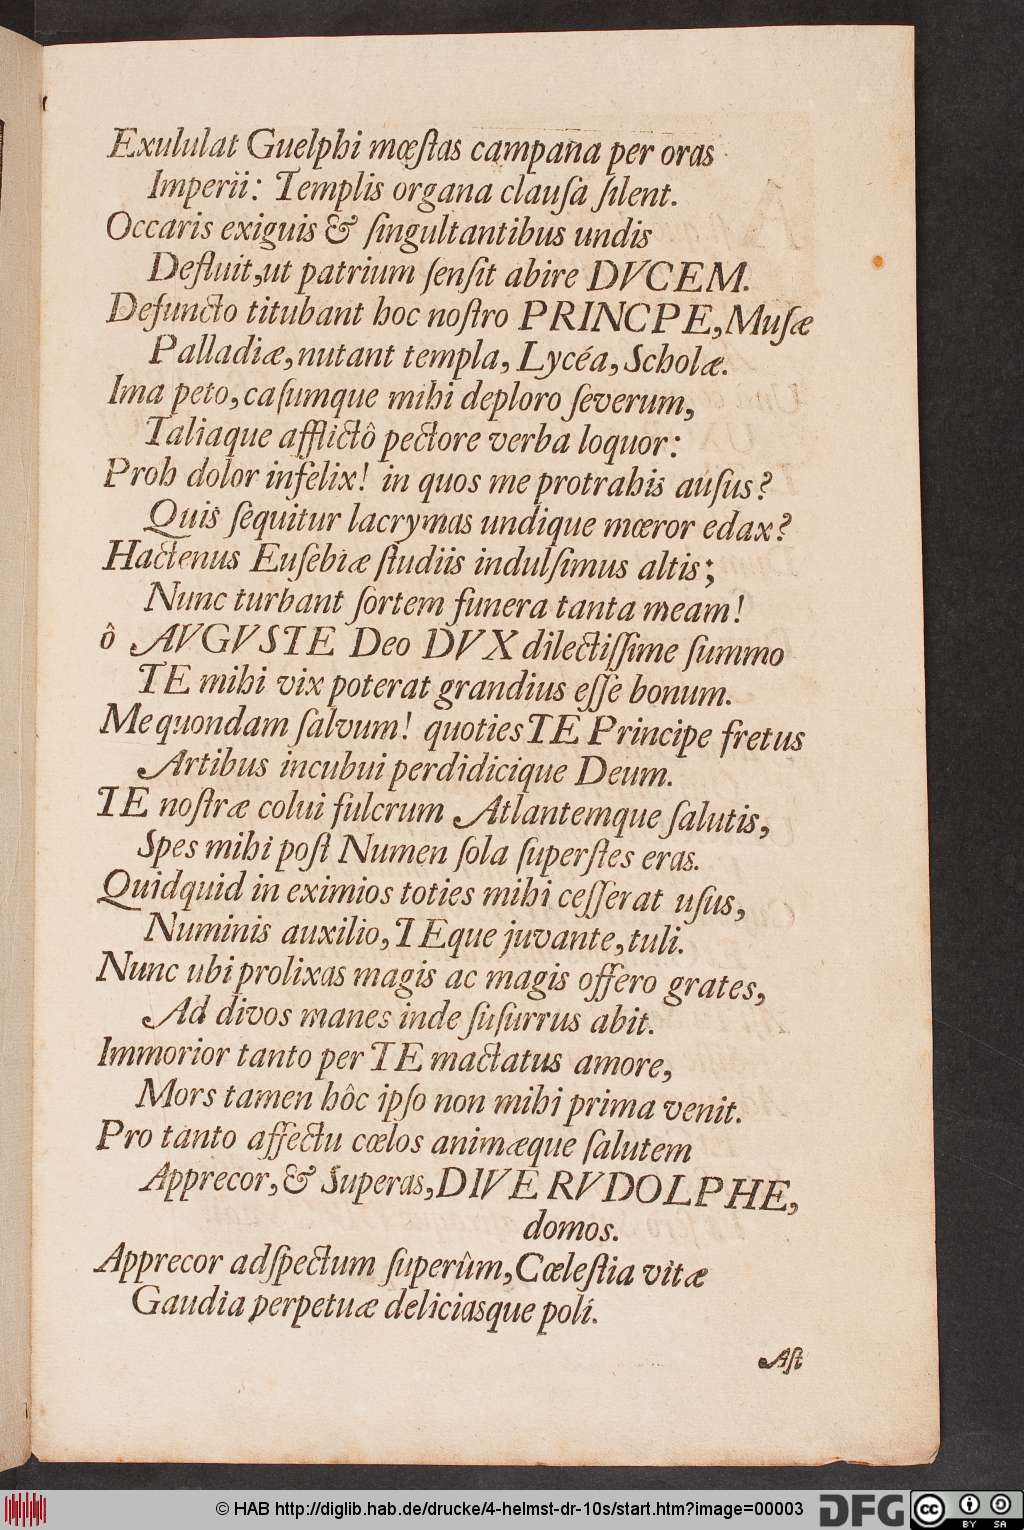 Exululat Guelphi mœſtas campana per oras
Imperii: Templis organa clauſa ſilent.
Occaris exiguis & ſingultantibus undis
Defluit, ut patrium ſenſit abire DVCEM.
Defuncto titubant hoc noſtro PRINCPE, Muſæ
Palladiæ, nutant templa, Lycéa, Scholæ.
Ima peto, caſumque mihi deploro ſeverum,
Taliaque afflictô pectore verba loquor:
Proh dolor infelix! in quos me protrahis auſus?
Quis ſequitur lacrymas undique mœror edax?
Hactenus Euſebiæ ſtudiis indulſimus altis;
Nunc turbant ſortem funera tanta meam!
ô AVGVSTE Deo DVX dilectiſſime ſummo
TE mihi vix poterat grandius eſſe bonum.
Me quondam ſalvum! quoties TE Principe fretus
Artibus incubui perdidicique Deum.
TE noſtræ colui fulcrum Atlantemque ſalutis,
Spes mihi poſt Numen ſola ſuperſtes eras.
Quidquid in eximios toties mihi ceſſerat uſus,
Numinis auxilio, TEque juvante, tuli.
Nunc ubi prolixas magis ac magis offero grates,
Ad divos manes inde ſuſurrus abit.
Immorior tanto per TE mactatus amore,
Mors tamen hôc ipſo non mihi prima venit.
Pro tanto affectu cœlos animæque ſalutem
Apprecor, & Superas, DIVE RVDOLPHE,
domos.
Apprecor adſpectum ſuperûm, Cœleſtia vitæ
Gaudia perpetuæ deliciasque poli.
Aſt
© HAB http://diglib.hab.de/drucke/4-helmst-dr-10s/start.htm?image=00003
DFG
cc
BY SA